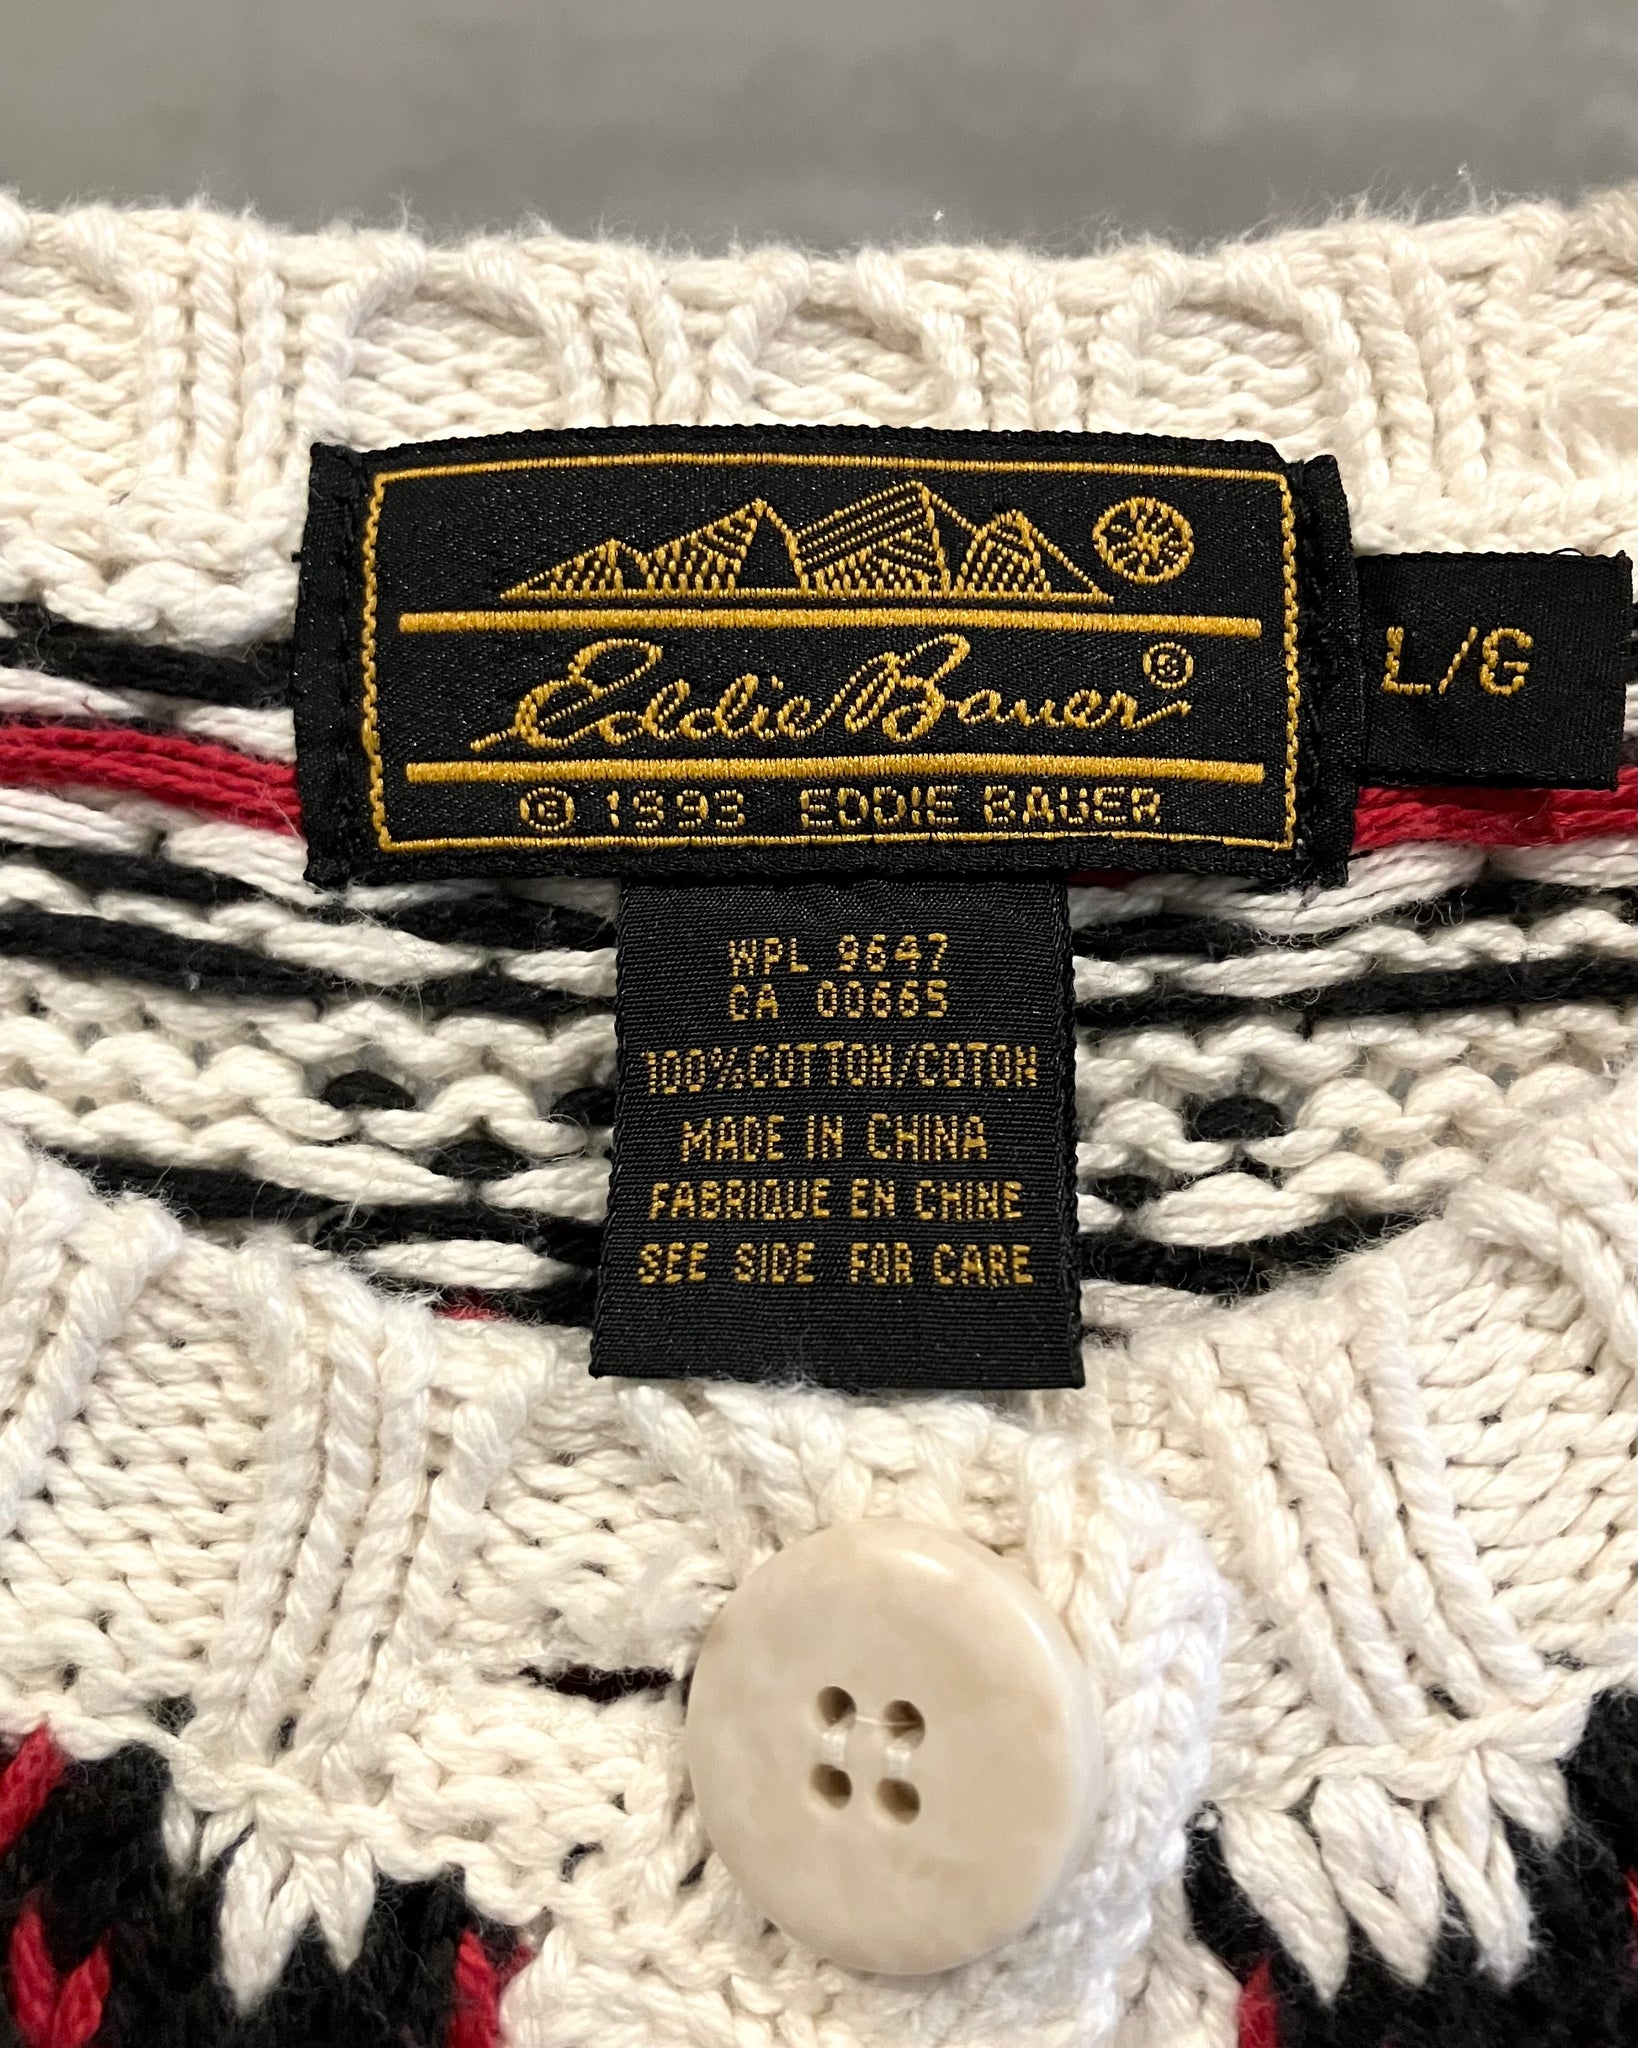 Eddie Bauer®
© 1993 EDDIE BAUER
L/G
WPL 9647
CA 00665
100% COTTON/COTON
MADE IN CHINA
FABRIQUE EN CHINE
SEE SIDE FOR CARE